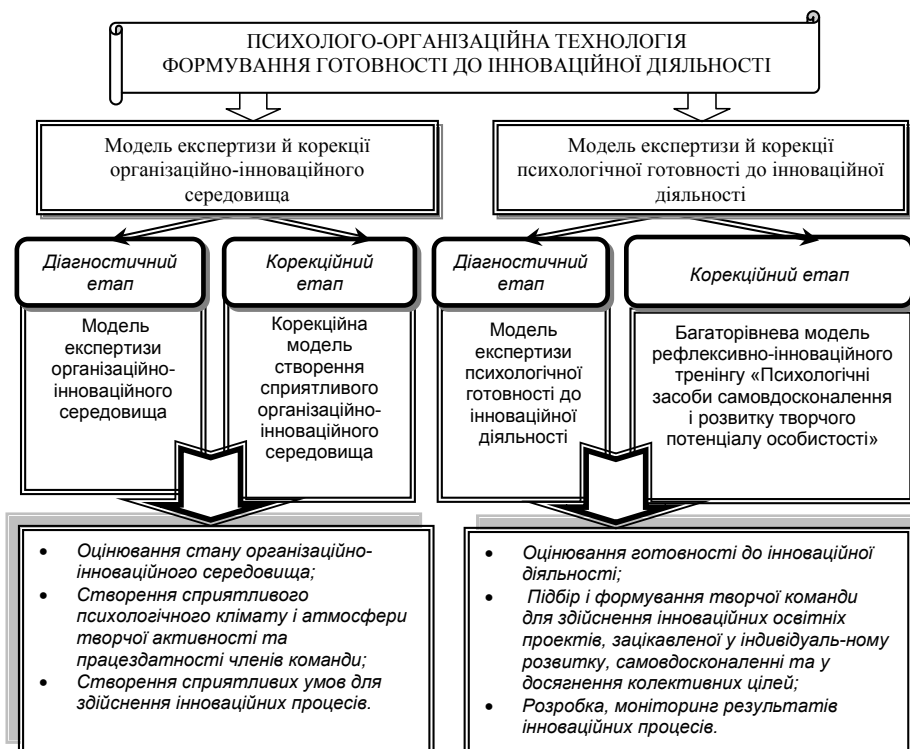 ПСИХОЛОГО-ОРГАНІЗАЦІЙНА ТЕХНОЛОГІЯ
ФОРМУВАННЯ ГОТОВНОСТІ ДО ІННОВАЦІЙНОЇ ДІЯЛЬНОСТІ
Модель експертизи й корекції
організаційно-інноваційного
середовища
Модель експертизи й корекції
психологічної готовності до інноваційної
діяльності
Діагностичний
етап
Корекційний
етап
Діагностичний
етап
Корекційний етап
Модель
експертизи
організаційно-
інноваційного
середовища
Корекційна
модель
створення
сприятливого
організаційно-
інноваційного
середовища
Модель
експертизи
психологічної
готовності до
інноваційної
діяльності
Багаторівнева модель
рефлексивно-інноваційного
тренінгу «Психологічні
засоби самовдосконалення
і розвитку творчого
потенціалу особистості»
• Оцінювання стану організаційно-
інноваційного середовища;
• Створення сприятливого
психологічного клімату і атмосфери
творчої активності та
працездатності членів команди;
• Створення сприятливих умов для
здійснення інноваційних процесів.
• Оцінювання готовності до інноваційної
діяльності;
• Підбір і формування творчої команди
для здійснення інноваційних освітніх
проектів, зацікавленої у індивідуаль-ному
розвитку, самовдосконаленні та у
досягнення колективних цілей;
• Розробка, моніторинг результатів
інноваційних процесів.